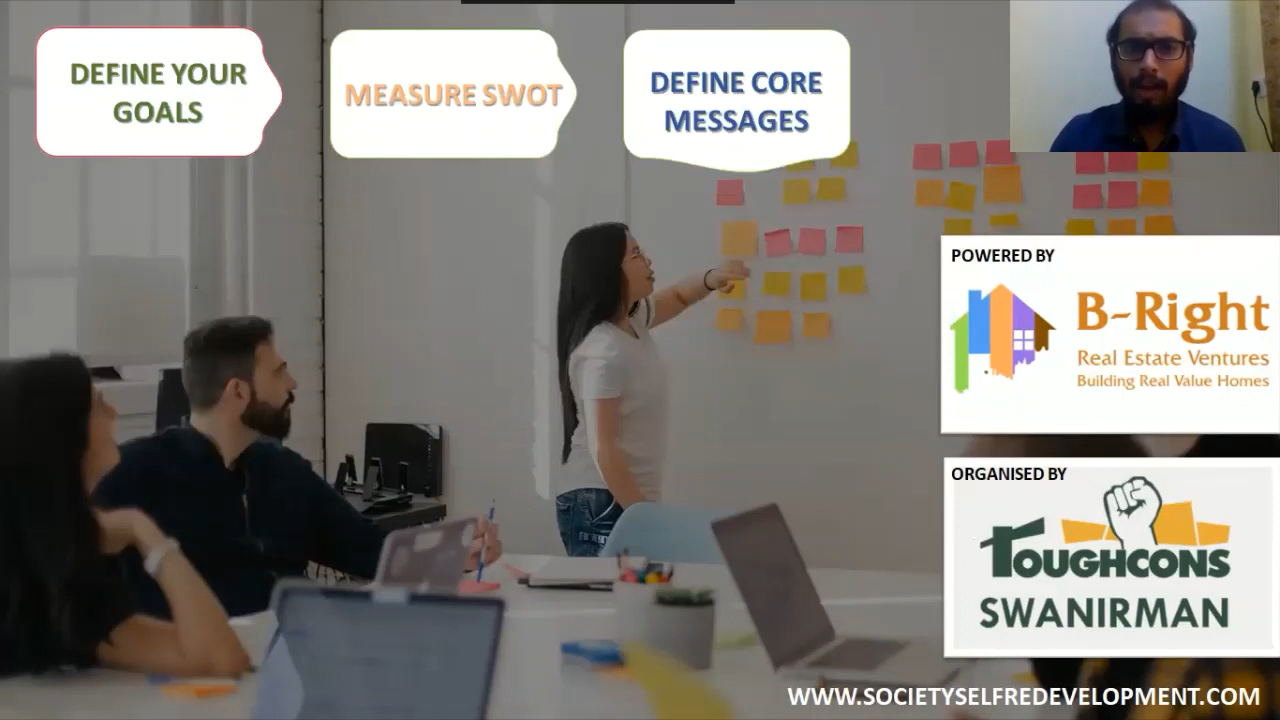 DEFINE YOUR
GOALS
MEASURE SWOT
DEFINE CORE
MESSAGES
POWERED BY
B-Right
Real Estate Ventures
Building Real Value Homes
ORGANISED BY
TOUGHCONS
SWANIRMAN
WWW.SOCIETYSELFREDEVELOPMENT.COM